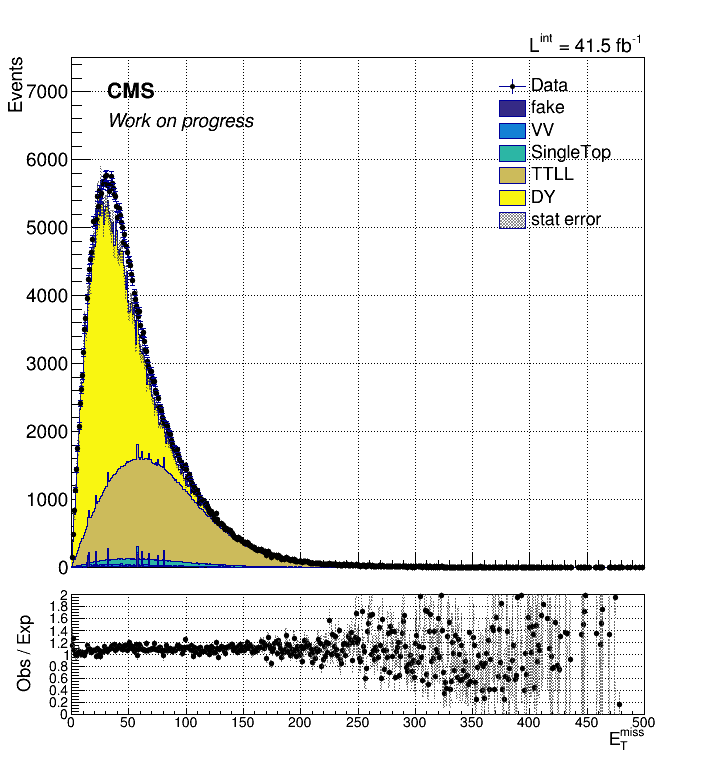 L^int = 41.5 fb^-1
Events
7000
6000
5000
4000
3000
2000
1000
0
CMS
Work on progress
Data
fake
VV
SingleTop
TTLL
DY
stat error
Obs / Exp
2
1.8
1.6
1.4
1.2
1
0.8
0.6
0.4
0.2
0
0 50 100 150 200 250 300 350 400 450 500
E_T^miss